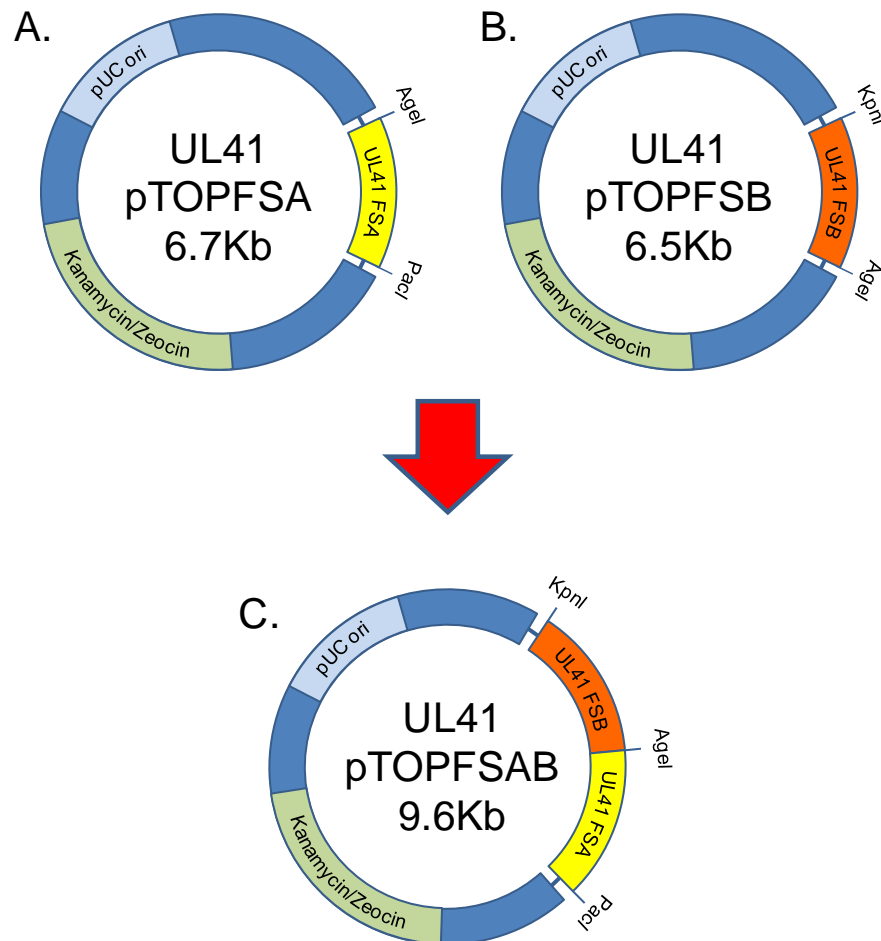 A.
pUC ori
AgeI
UL41 FSA
PacI
Kanamycin/Zeocin
UL41
pTOPFSA
6.7Kb
B.
pUC ori
KpnI
UL41 FSB
AgeI
Kanamycin/Zeocin
UL41
pTOPFSB
6.5Kb
C.
pUC ori
KpnI
UL41 FSB
AgeI
UL41 FSA
PacI
Kanamycin/Zeocin
UL41
pTOPFSAB
9.6Kb